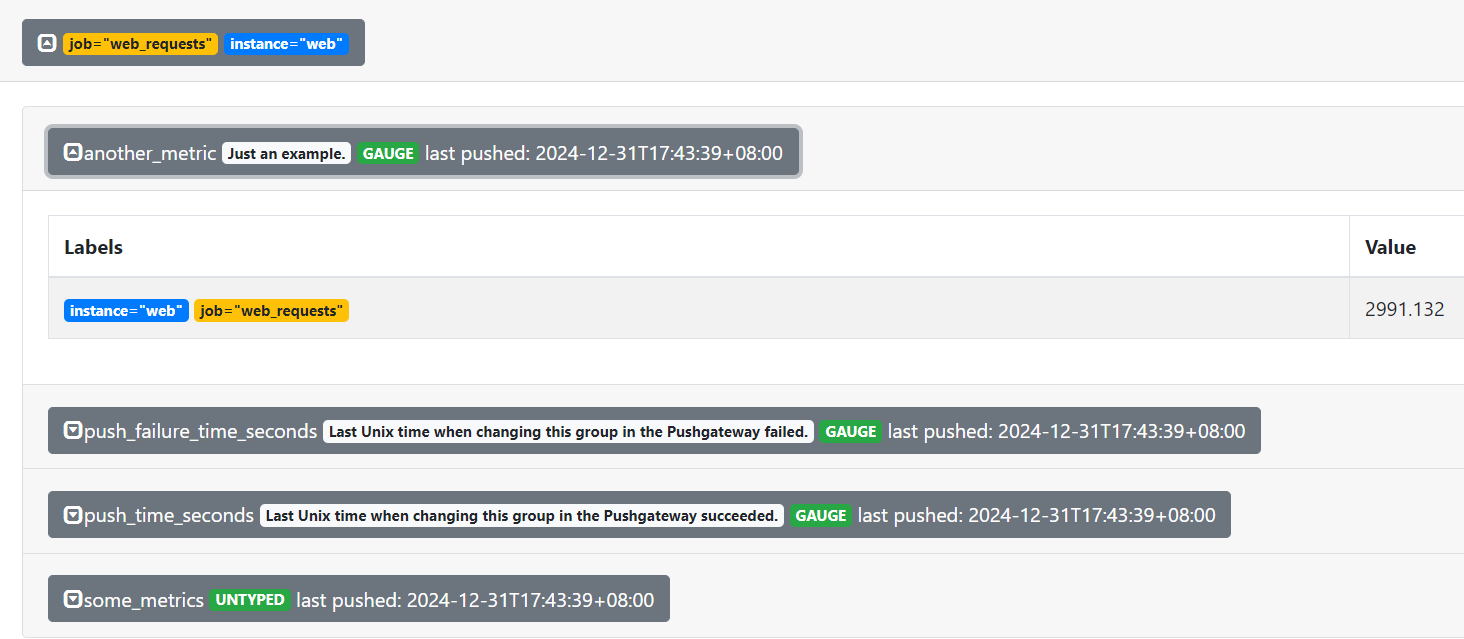 job="web_requests" instance="web"
another_metric Just an example. GAUGE last pushed: 2024-12-31T17:43:39+08:00
Labels Value
instance="web" job="web_requests" 2991.132
push_failure_time_seconds Last Unix time when changing this group in the Pushgateway failed. GAUGE last pushed: 2024-12-31T17:43:39+08:00
push_time_seconds Last Unix time when changing this group in the Pushgateway succeeded. GAUGE last pushed: 2024-12-31T17:43:39+08:00
some_metrics UNTYPED last pushed: 2024-12-31T17:43:39+08:00